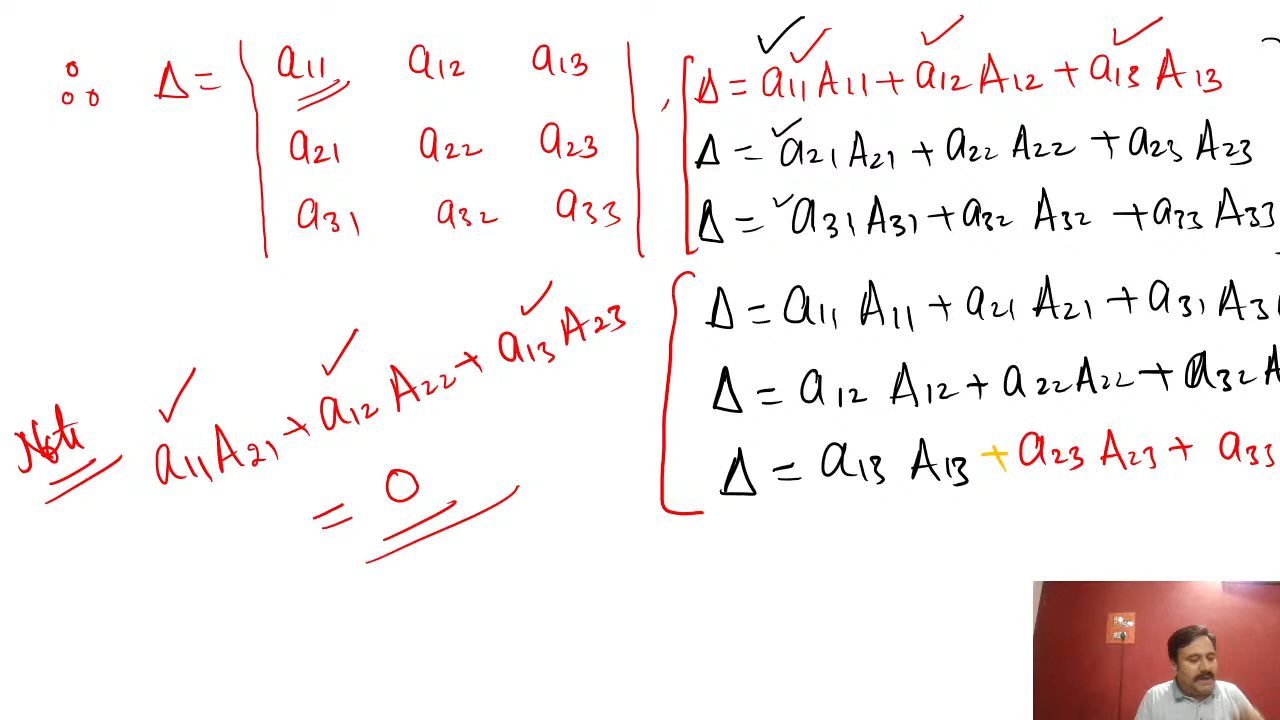 ∴ Δ = | a11 a12 a13 |
| a21 a22 a23 |
| a31 a32 a33 |
, Δ = a11 A11 + a12 A12 + a13 A13
Δ = a21 A21 + a22 A22 + a23 A23
Δ = a31 A31 + a32 A32 + a33 A33
Δ = a11 A11 + a21 A21 + a31 A31
Δ = a12 A12 + a22 A22 + a32 A
Δ = a13 A13 + a23 A23 + a33
Note a11 A21 + a12 A22 + a13 A23
= 0